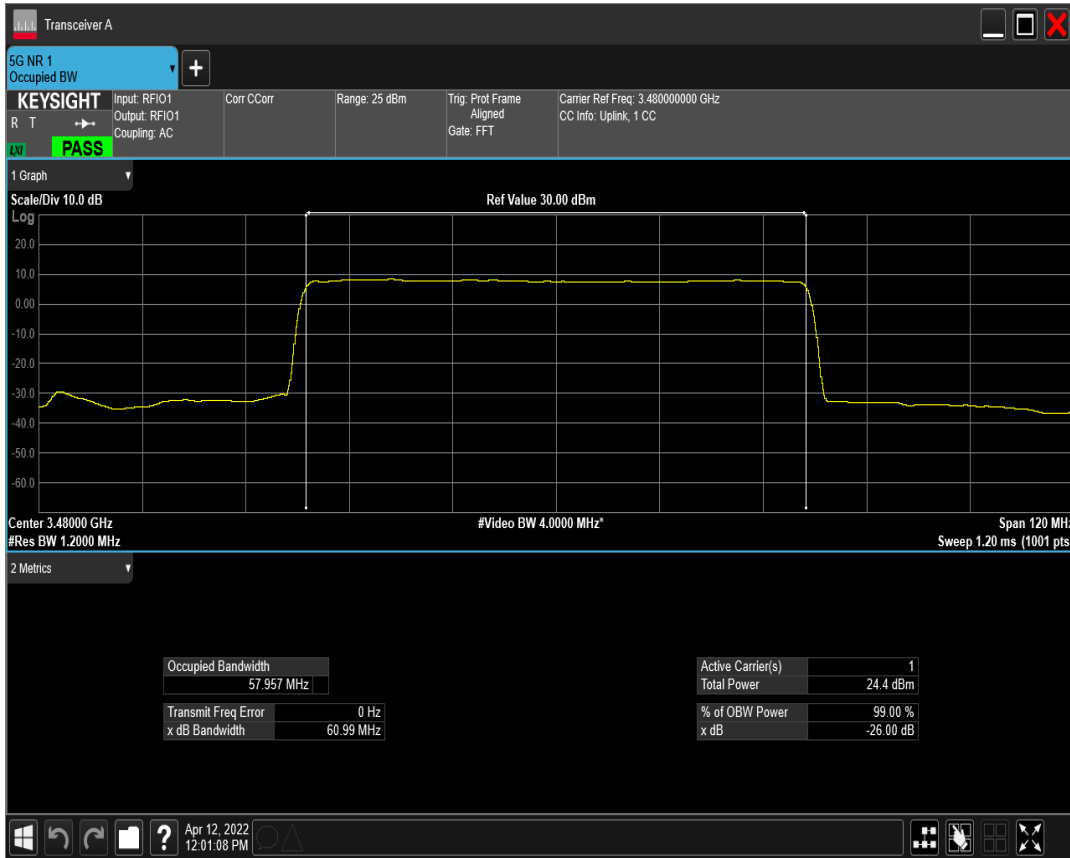 Transceiver A
5G NR 1
Occupied BW
KEYSIGHT
R T
LXI
PASS
Input: RFIO1
Output: RFIO1
Coupling: AC
Corr CCorr
Range: 25 dBm
Trig: Prot Frame
Aligned
Gate: FFT
Carrier Ref Freq: 3.480000000 GHz
CC Info: Uplink, 1 CC
1 Graph
Scale/Div 10.0 dB
Ref Value 30.00 dBm
Log
20.0
10.0
0.00
-10.0
-20.0
-30.0
-40.0
-50.0
-60.0
Center 3.48000 GHz
#Video BW 4.0000 MHz*
Span 120 MHz
#Res BW 1.2000 MHz
Sweep 1.20 ms (1001 pts
2 Metrics
Occupied Bandwidth
57.957 MHz
Transmit Freq Error 0 Hz
x dB Bandwidth 60.99 MHz
Active Carrier(s) 1
Total Power 24.4 dBm
% of OBW Power 99.00 %
x dB -26.00 dB
?
Apr 12, 2022
12:01:08 PM